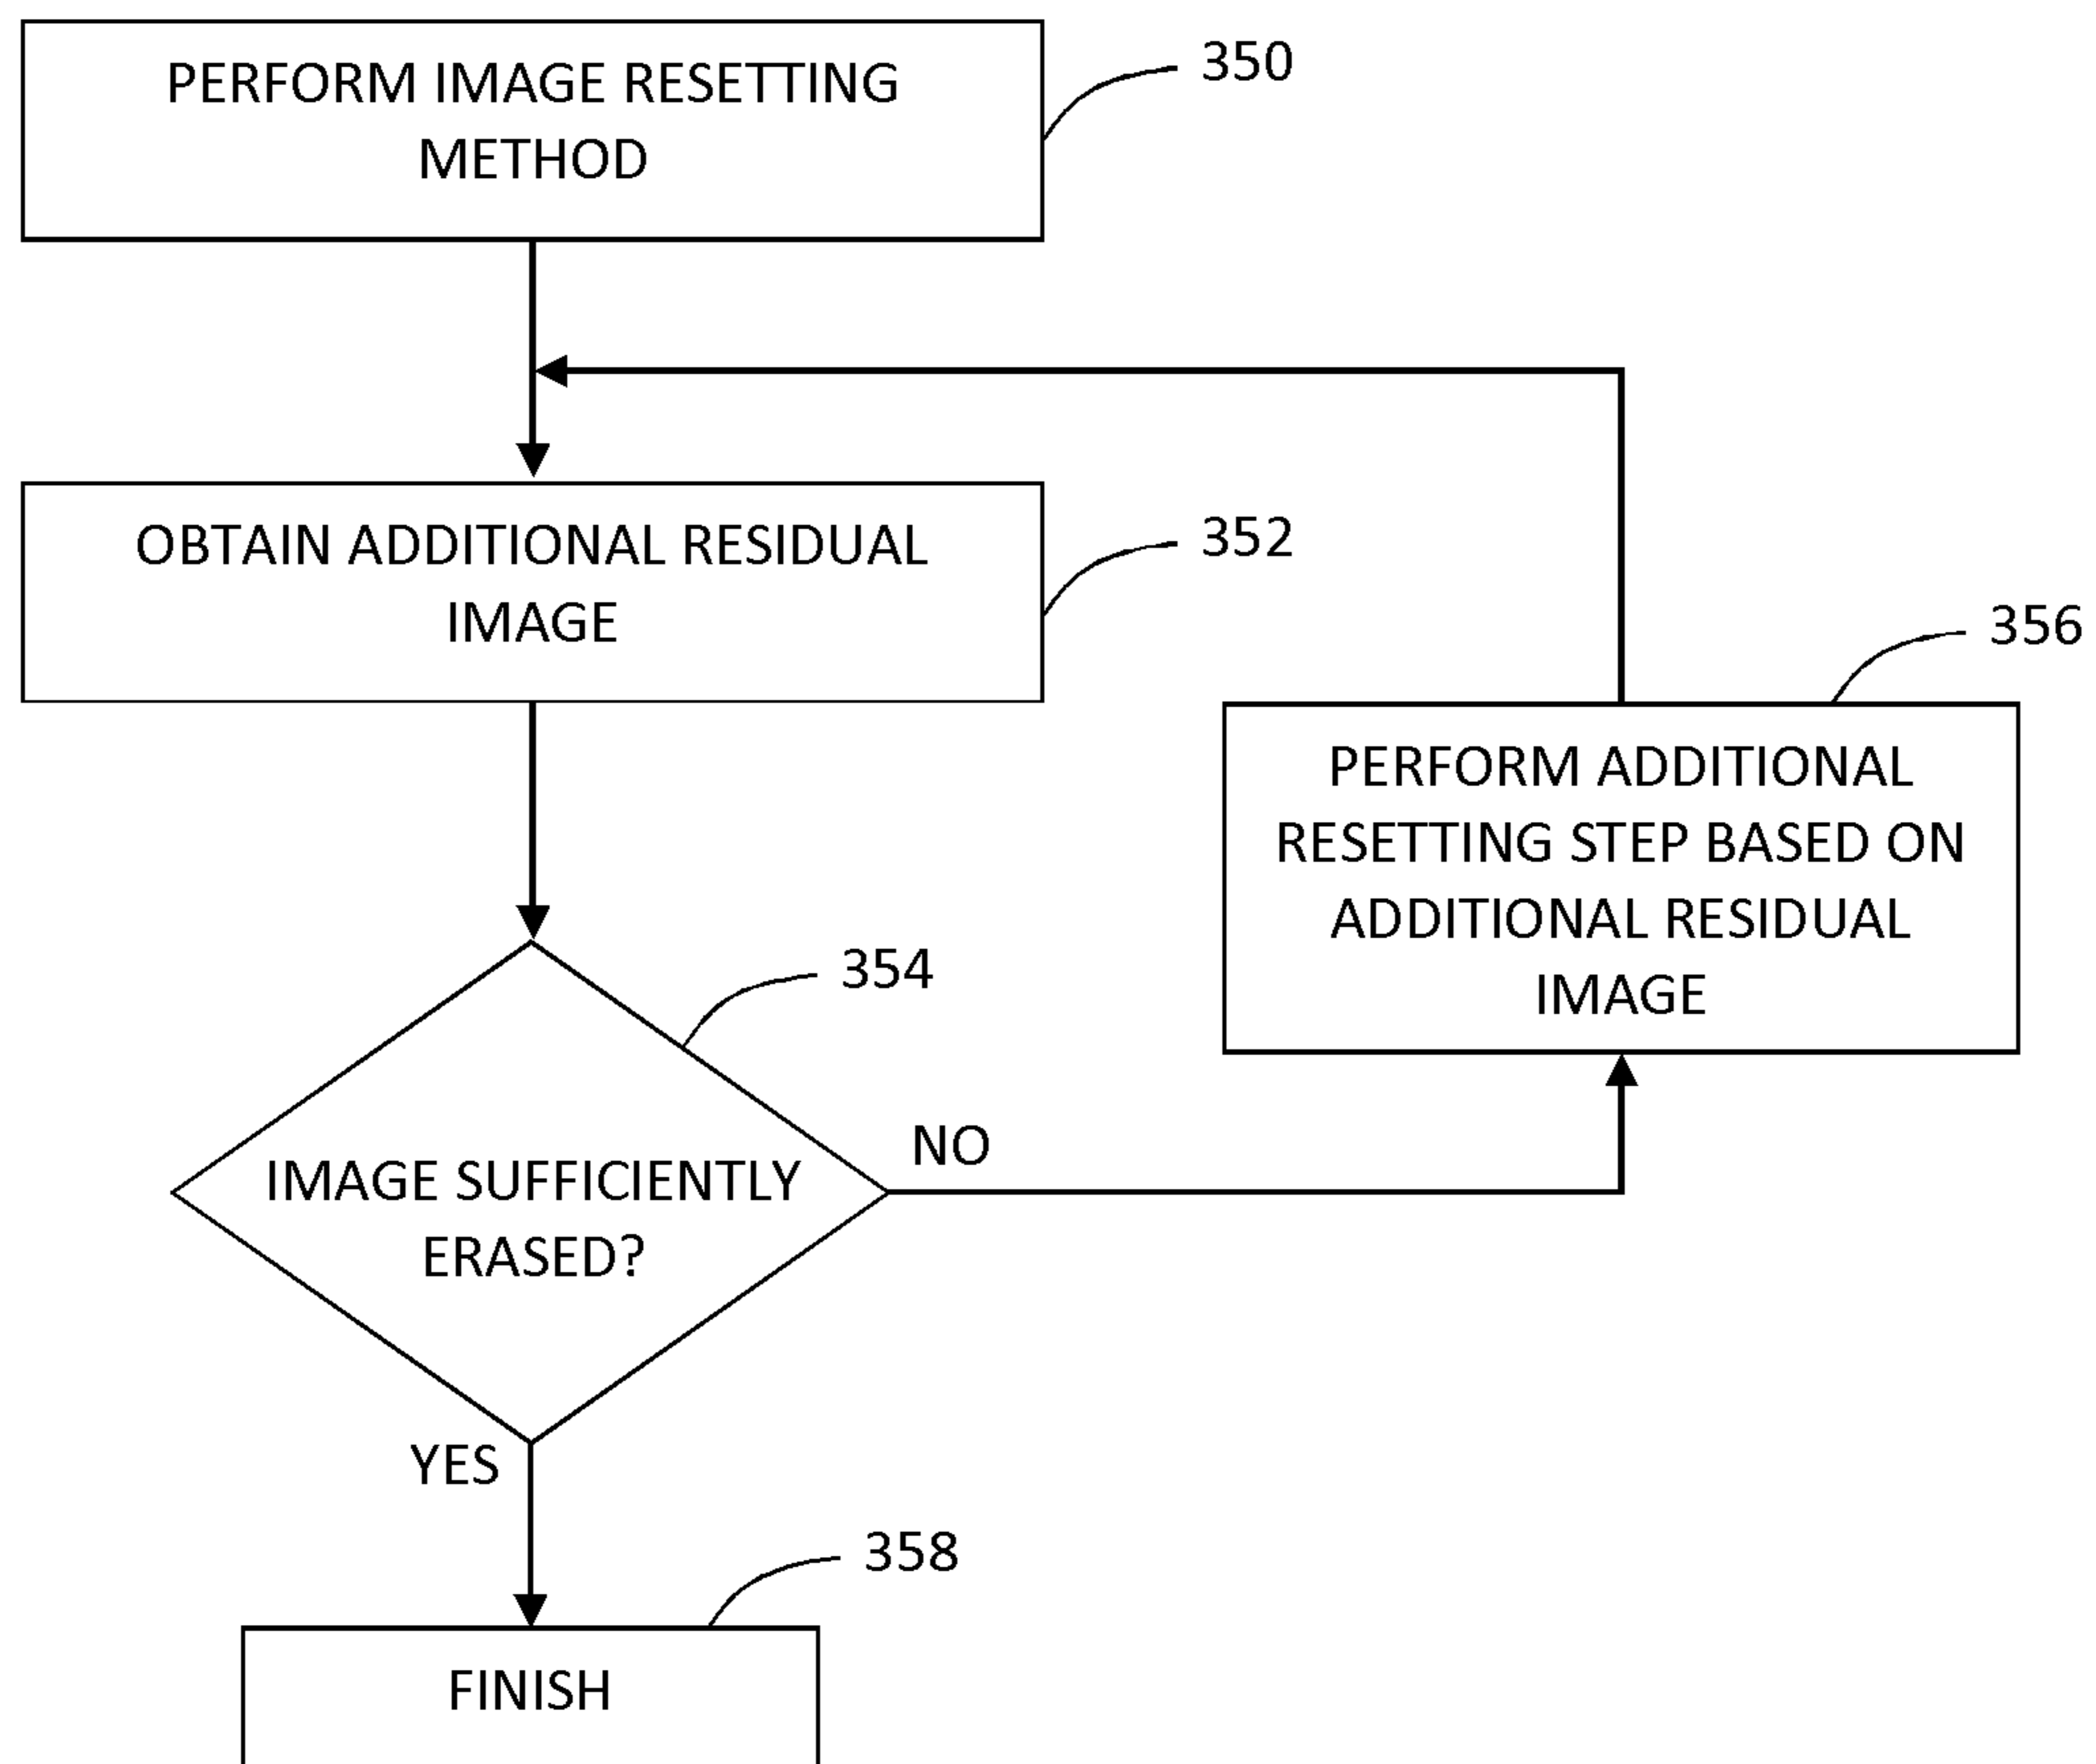 PERFORM IMAGE RESETTING
METHOD
350
OBTAIN ADDITIONAL RESIDUAL
IMAGE
352
356
PERFORM ADDITIONAL
RESETTING STEP BASED ON
ADDITIONAL RESIDUAL
IMAGE
354
IMAGE SUFFICIENTLY
ERASED?
NO
YES
358
FINISH